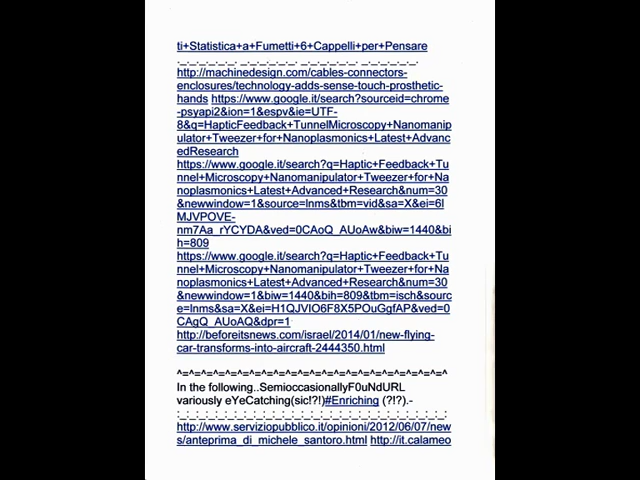 ti+Statistica+a+Fumetti+6+Cappelli+per+Pensare
._._._._._._._. ._._._._._. ._._._._._._.
http://machinedesign.com/cables-connectors-
enclosures/technology-adds-sense-touch-prosthetic-
hands https://www.google.it/search?sourceid=chrome
-psyapi2&ion=1&espv&ie=UTF-
8&q=HapticFeedback+TunnelMicroscopy+Nanomanip
ulator+Tweezer+for+Nanoplasmonics+Latest+Advanc
edResearch
https://www.google.it/search?q=Haptic+Feedback+Tu
nnel+Microscopy+Nanomanipulator+Tweezer+for+Na
noplasmonics+Latest+Advanced+Research&num=30
&newwindow=1&source=lnms&tbm=vid&sa=X&ei=6I
MJVPOVE-
nm7Aa_rYCYDA&ved=0CAoQ_AUoAw&biw=1440&bi
h=809
https://www.google.it/search?q=Haptic+Feedback+Tu
nnel+Microscopy+Nanomanipulator+Tweezer+for+Na
noplasmonics+Latest+Advanced+Research&num=30
&newwindow=1&biw=1440&bih=809&tbm=isch&sourc
e=lnms&sa=X&ei=H1QJVIO6F8X5POuGgfAP&ved=0
CAgQ_AUoAQ&dpr=1
http://beforeitsnews.com/israel/2014/01/new-flying-
car-transforms-into-aircraft-2444350.html
^=^=^=^=^=^=^=^=^=^=^=^=^=^=^=^=^=^=^=^=^=^
In the following..SemioccasionallyF0uNdURL
variously eYeCatching(sic!?!)#Enriching (?!?).-
:_:_:_:_:_:_:_:_:_:_:_:_:_:_:_:_:_:_:_:_:_:_:_:
http://www.serviziopubblico.it/opinioni/2012/06/07/new
s/anteprima_di_michele_santoro.html http://it.calameo